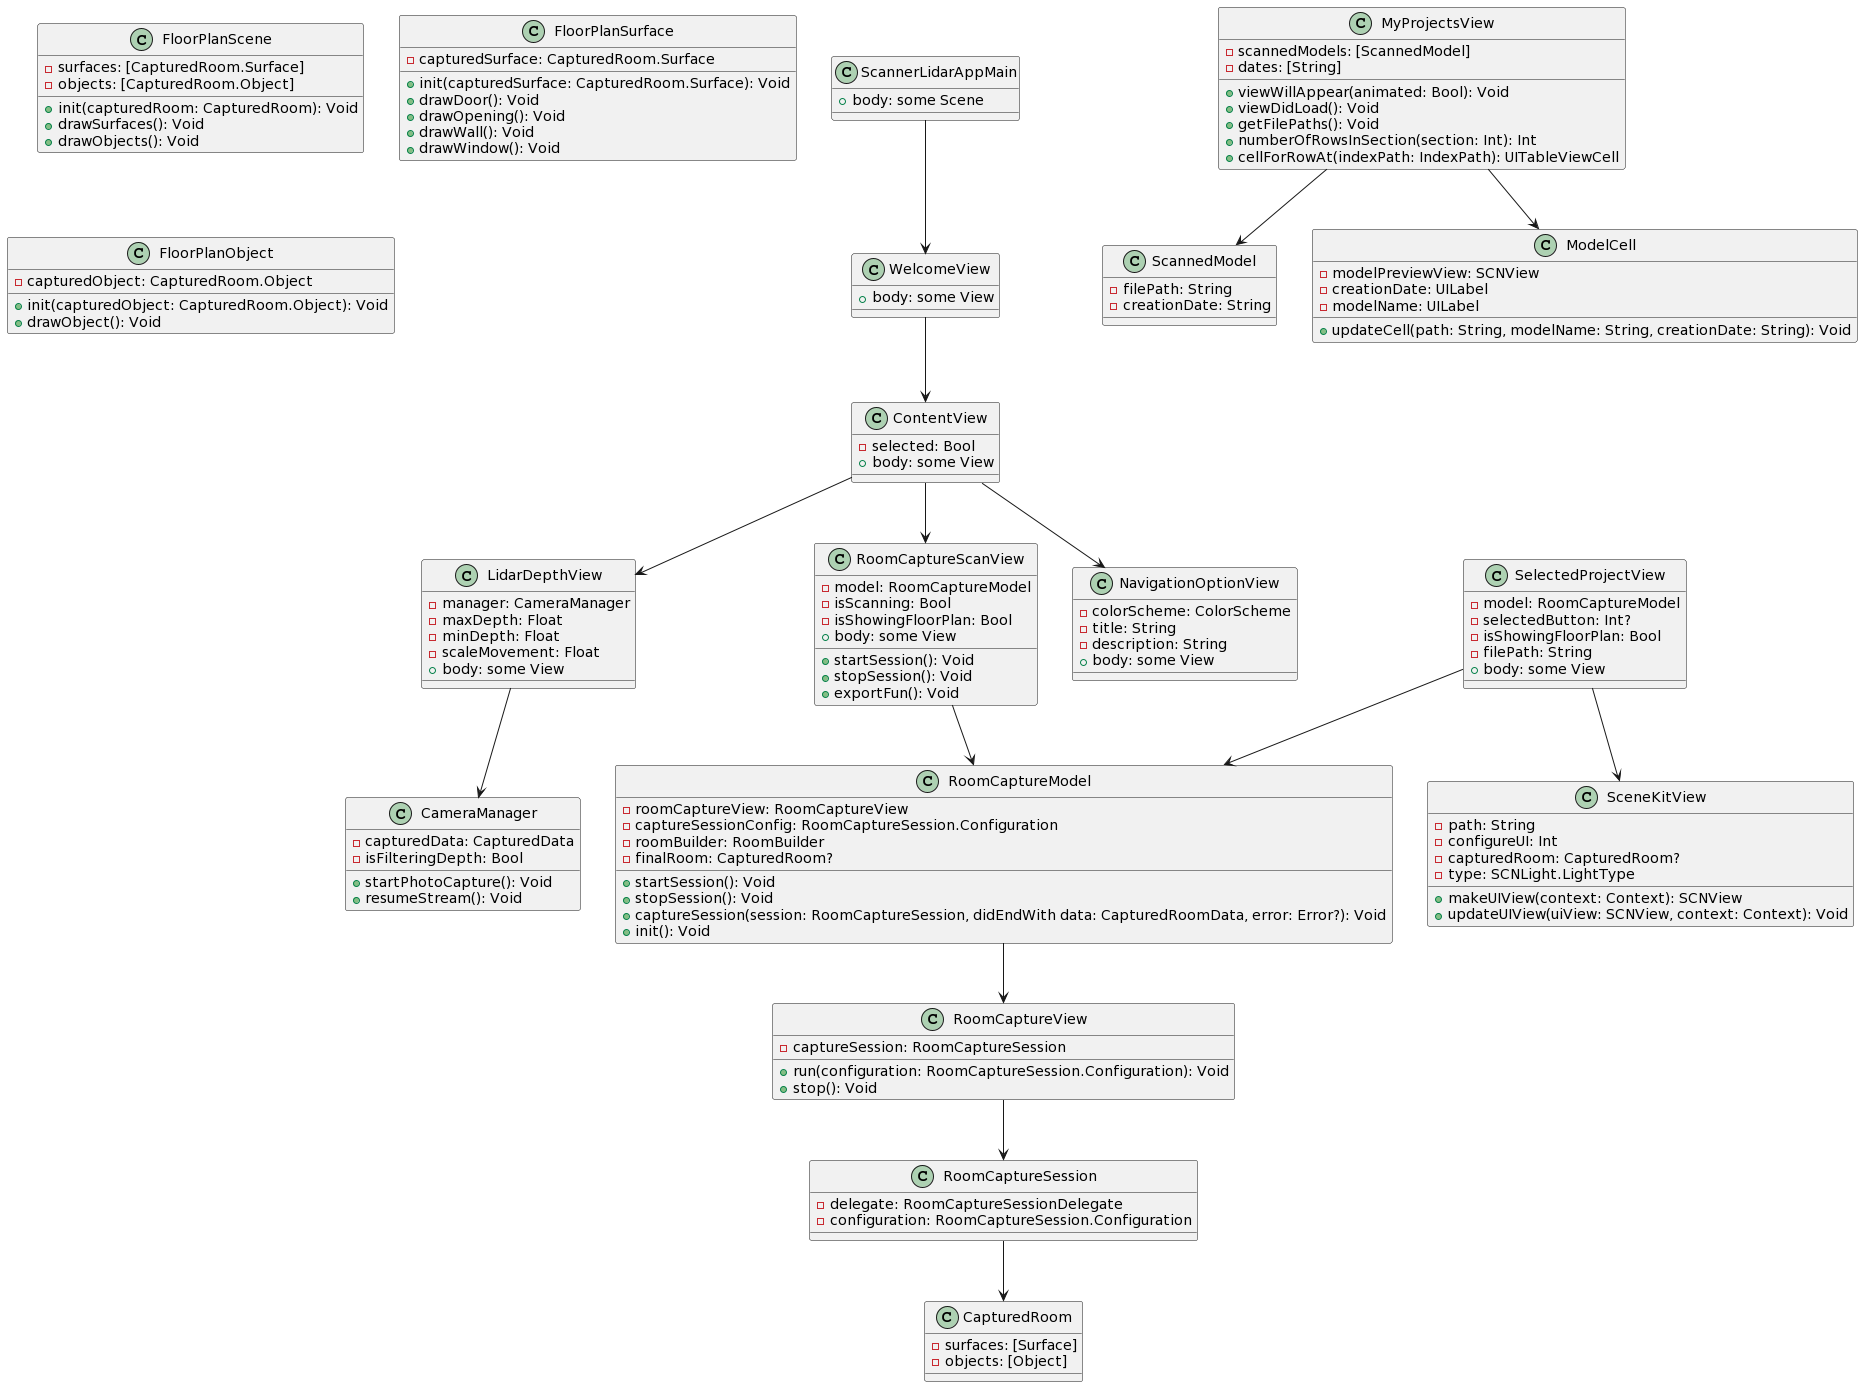 C FloorPlanScene
surfaces: [CapturedRoom.Surface]
objects: [CapturedRoom.Object]
init(capturedRoom: CapturedRoom): Void
drawSurfaces(): Void
drawObjects(): Void
C FloorPlanSurface
capturedSurface: CapturedRoom.Surface
init(capturedSurface: CapturedRoom.Surface): Void
drawDoor(): Void
drawOpening(): Void
drawWall(): Void
drawWindow(): Void
C ScannerLidarAppMain
body: some Scene
C MyProjectsView
scannedModels: [ScannedModel]
dates: [String]
viewWillAppear(animated: Bool): Void
viewDidLoad(): Void
getFilePaths(): Void
numberOfRowsInSection(section: Int): Int
cellForRowAt(indexPath: IndexPath): UITableViewCell
C FloorPlanObject
capturedObject: CapturedRoom.Object
init(capturedObject: CapturedRoom.Object): Void
drawObject(): Void
C WelcomeView
body: some View
C ScannedModel
filePath: String
creationDate: String
C ModelCell
modelPreviewView: SCNView
creationDate: UILabel
modelName: UILabel
updateCell(path: String, modelName: String, creationDate: String): Void
C ContentView
selected: Bool
body: some View
C LidarDepthView
manager: CameraManager
maxDepth: Float
minDepth: Float
scaleMovement: Float
body: some View
C RoomCaptureScanView
model: RoomCaptureModel
isScanning: Bool
isShowingFloorPlan: Bool
body: some View
startSession(): Void
stopSession(): Void
exportFun(): Void
C NavigationOptionView
colorScheme: ColorScheme
title: String
description: String
body: some View
C SelectedProjectView
model: RoomCaptureModel
selectedButton: Int?
isShowingFloorPlan: Bool
filePath: String
body: some View
C CameraManager
capturedData: CapturedData
isFilteringDepth: Bool
startPhotoCapture(): Void
resumeStream(): Void
C RoomCaptureModel
roomCaptureView: RoomCaptureView
captureSessionConfig: RoomCaptureSession.Configuration
roomBuilder: RoomBuilder
finalRoom: CapturedRoom?
startSession(): Void
stopSession(): Void
captureSession(session: RoomCaptureSession, didEndWith data: CapturedRoomData, error: Error?): Void
init(): Void
C SceneKitView
path: String
configureUI: Int
capturedRoom: CapturedRoom?
type: SCNLight.LightType
makeUIView(context: Context): SCNView
updateUIView(uiView: SCNView, context: Context): Void
C RoomCaptureView
captureSession: RoomCaptureSession
run(configuration: RoomCaptureSession.Configuration): Void
stop(): Void
C RoomCaptureSession
delegate: RoomCaptureSessionDelegate
configuration: RoomCaptureSession.Configuration
C CapturedRoom
surfaces: [Surface]
objects: [Object]